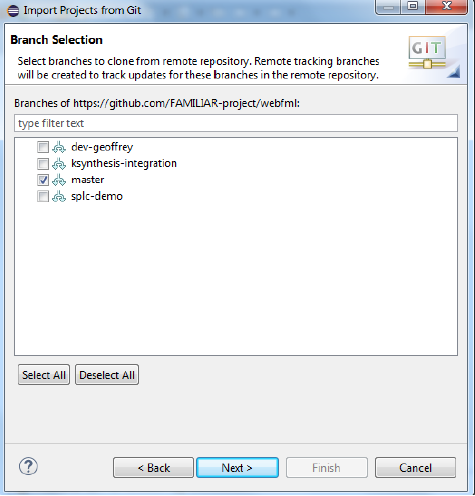 Import Projects from Git
Branch Selection
GIT
Select branches to clone from remote repository. Remote tracking branches
will be created to track updates for these branches in the remote repository.
Branches of https://github.com/FAMILIAR-project/webfml:
type filter text
dev-geoffrey
ksynthesis-integration
master
splc-demo
Select All
Deselect All
?
< Back
Next >
Finish
Cancel